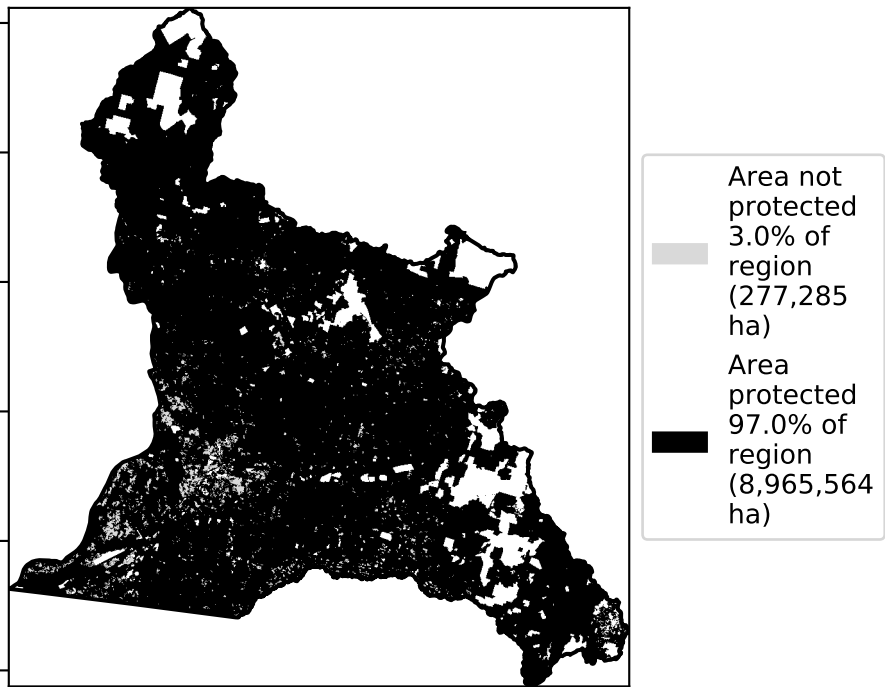 Area not
protected
3.0% of
region
(277,285
ha)
Area
protected
97.0% of
region
(8,965,564
ha)